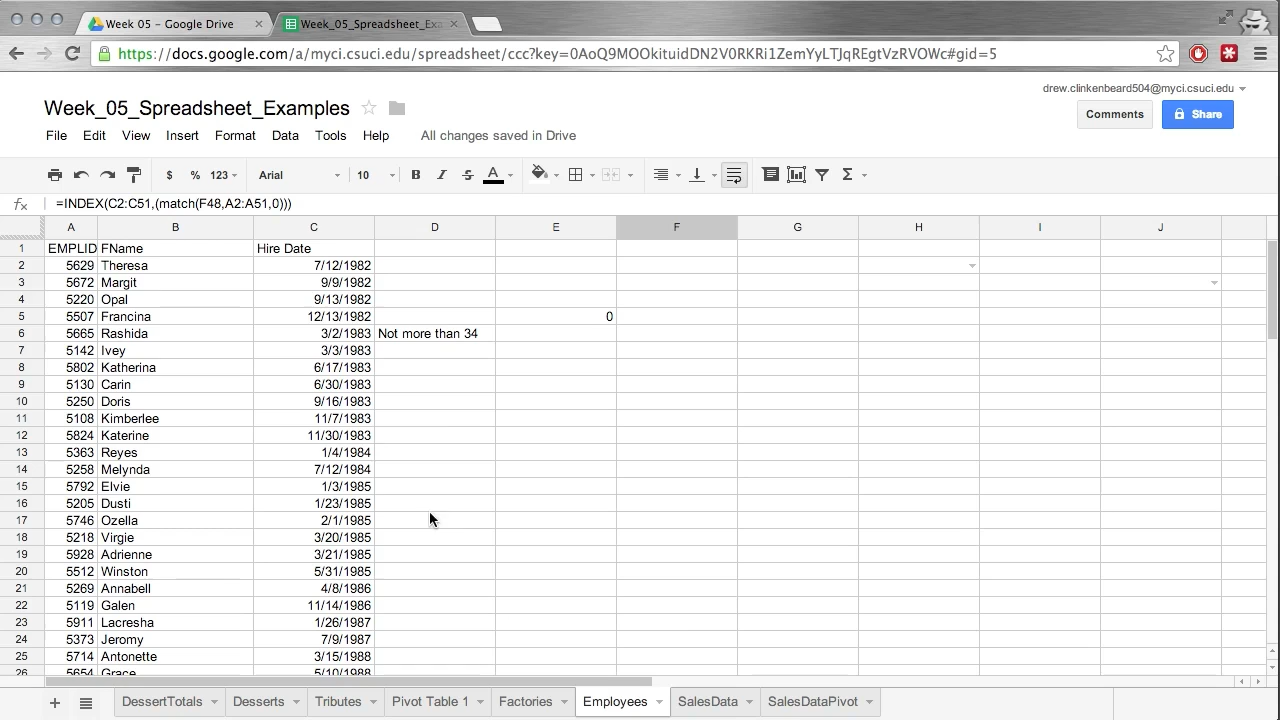 Week 05 – Google Drive
Week_05_Spreadsheet_Ex
https://docs.google.com/a/myci.csuci.edu/spreadsheet/ccc?key=0AoQ9MOOkituidDN2V0RKRi1ZemYyLTJqREgtVzRVOWc#gid=5
drew.clinkenbeard504@myci.csuci.edu
Week_05_Spreadsheet_Examples
Comments
Share
File Edit View Insert Format Data Tools Help All changes saved in Drive
$ % 123 Arial 10 B I S A Σ
fx =INDEX(C2:C51,(match(F48,A2:A51,0)))
A B C D E F G H I J
1 EMPLID FName Hire Date
2 5629 Theresa 7/12/1982
3 5672 Margit 9/9/1982
4 5220 Opal 9/13/1982
5 5507 Francina 12/13/1982 0
6 5665 Rashida 3/2/1983 Not more than 34
7 5142 Ivey 3/3/1983
8 5802 Katherina 6/17/1983
9 5130 Carin 6/30/1983
10 5250 Doris 9/16/1983
11 5108 Kimberlee 11/7/1983
12 5824 Katerine 11/30/1983
13 5363 Reyes 1/4/1984
14 5258 Melynda 7/12/1984
15 5792 Elvie 1/3/1985
16 5205 Dusti 1/23/1985
17 5746 Ozella 2/1/1985
18 5218 Virgie 3/20/1985
19 5928 Adrienne 3/21/1985
20 5512 Winston 5/31/1985
21 5269 Annabell 4/8/1986
22 5119 Galen 11/14/1986
23 5911 Lacresha 1/26/1987
24 5373 Jeromy 7/9/1987
25 5714 Antonette 3/15/1988
26 5654 Grace 5/10/1988
DessertTotals Desserts Tributes Pivot Table 1 Factories Employees SalesData SalesDataPivot